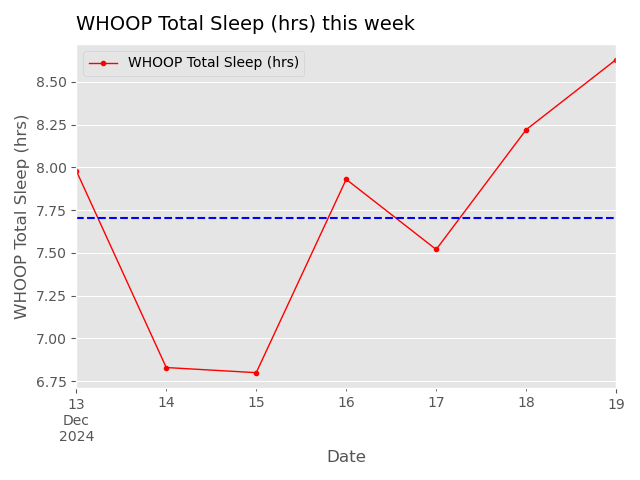 WHOOP Total Sleep (hrs) this week
WHOOP Total Sleep (hrs)
WHOOP Total Sleep (hrs)
8.50
8.25
8.00
7.75
7.50
7.25
7.00
6.75
13 14 15 16 17 18 19
Dec
2024
Date